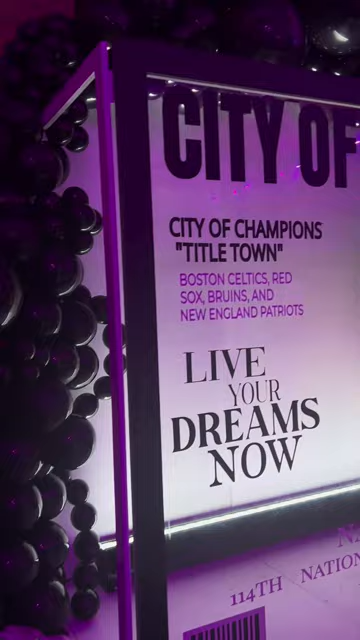 CITY OF
CITY OF CHAMPIONS
"TITLE TOWN"
BOSTON CELTICS, RED
SOX, BRUINS, AND
NEW ENGLAND PATRIOTS
LIVE
YOUR
DREAMS
NOW
114TH NATION